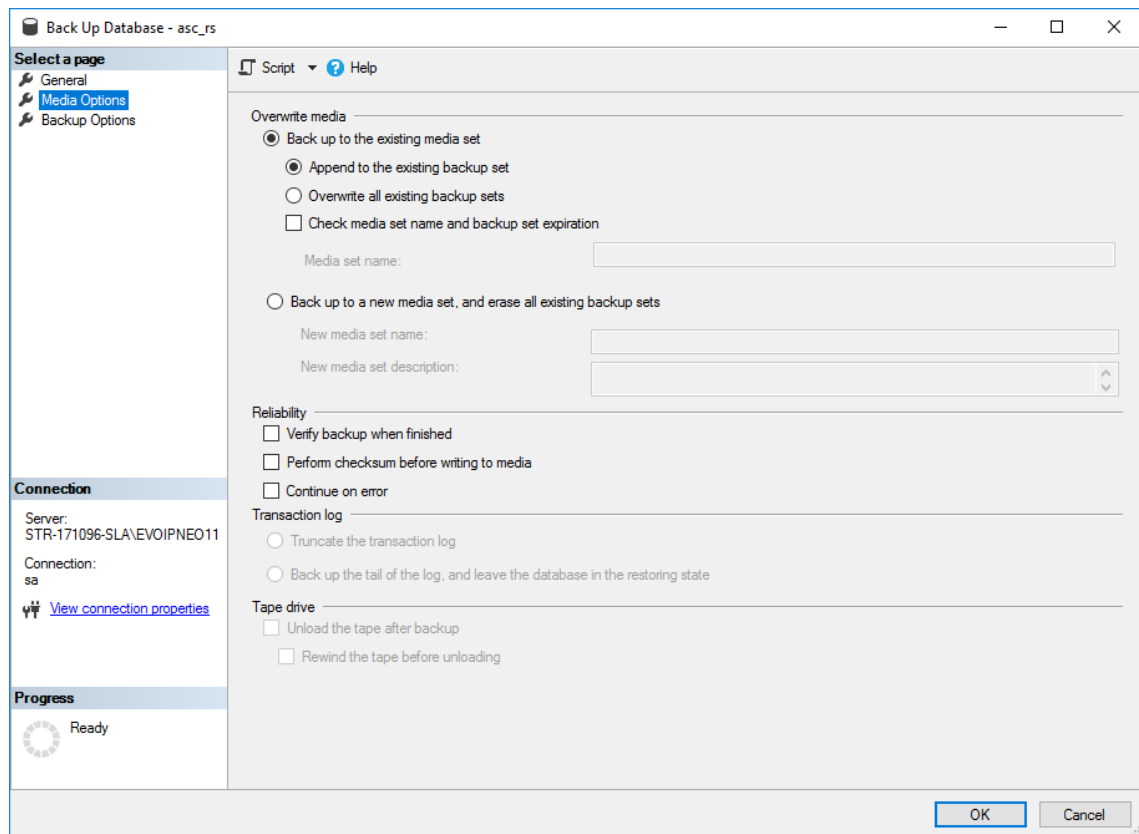 Back Up Database - asc_rs
Select a page
General
Media Options
Backup Options
Script
Help
Overwrite media
Back up to the existing media set
Append to the existing backup set
Overwrite all existing backup sets
Check media set name and backup set expiration
Media set name:
Back up to a new media set, and erase all existing backup sets
New media set name:
New media set description:
Reliability
Verify backup when finished
Perform checksum before writing to media
Continue on error
Transaction log
Truncate the transaction log
Back up the tail of the log, and leave the database in the restoring state
Tape drive
Unload the tape after backup
Rewind the tape before unloading
Connection
Server:
STR-171096-SLA\EVOIPNEO11
Connection:
sa
View connection properties
Progress
Ready
OK
Cancel